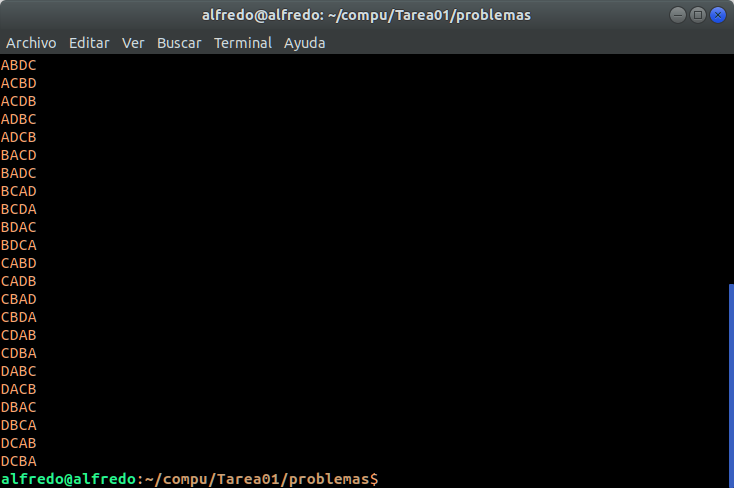 alfredo@alfredo: ~/compu/Tarea01/problemas
Archivo Editar Ver Buscar Terminal Ayuda
ABDC
ACBD
ACDB
ADBC
ADCB
BACD
BADC
BCAD
BCDA
BDAC
BDCA
CABD
CADB
CBAD
CBDA
CDAB
CDBA
DABC
DACB
DBAC
DBCA
DCAB
DCBA
alfredo@alfredo:~/compu/Tarea01/problemas$